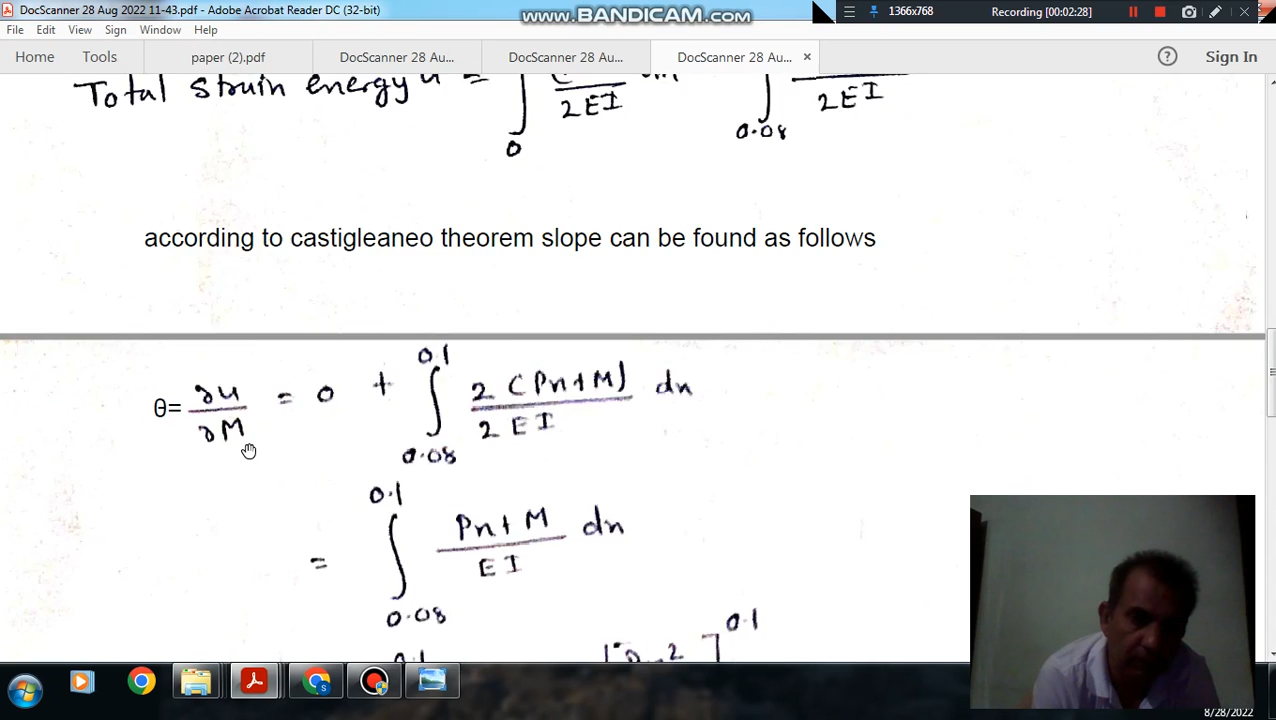 DocScanner 28 Aug 2022 11-43.pdf - Adobe Acrobat Reader DC (32-bit)
www.BANDICAM.com
1366x768
Recording [00:02:28]
File Edit View Sign Window Help
Home Tools paper (2).pdf DocScanner 28 Au... DocScanner 28 Au... DocScanner 28 Au... × Sign In
Total strain energy u = ∫ 0 2EI ∫ 0.08 2EI
according to castigleaneo theorem slope can be found as follows
θ= ∂u/∂M = 0 + ∫ 0.08 0.1 2(Px+M)/2EI dx
= ∫ 0.08 0.1 Px+M/EI dx
0.1
8/28/2022